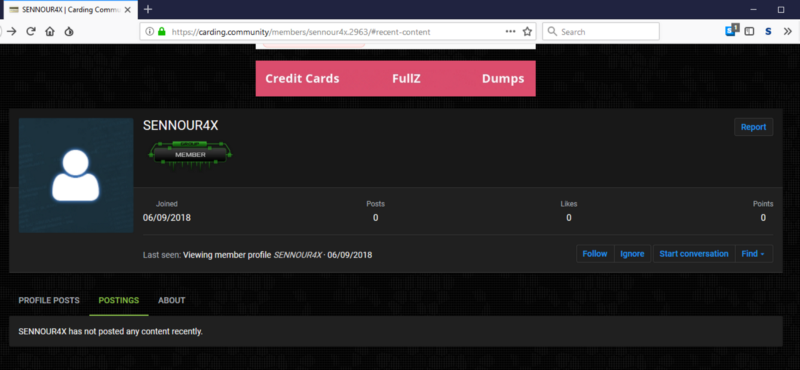 SENNOUR4X | Carding Commu
https://carding.community/members/sennour4x.2963/#recent-content
Search
1
S
Credit Cards FullZ Dumps
SENNOUR4X
Report
MEMBER
Joined Posts Likes Points
06/09/2018 0 0 0
Last seen: Viewing member profile SENNOUR4X · 06/09/2018
Follow Ignore Start conversation Find
PROFILE POSTS POSTINGS ABOUT
SENNOUR4X has not posted any content recently.